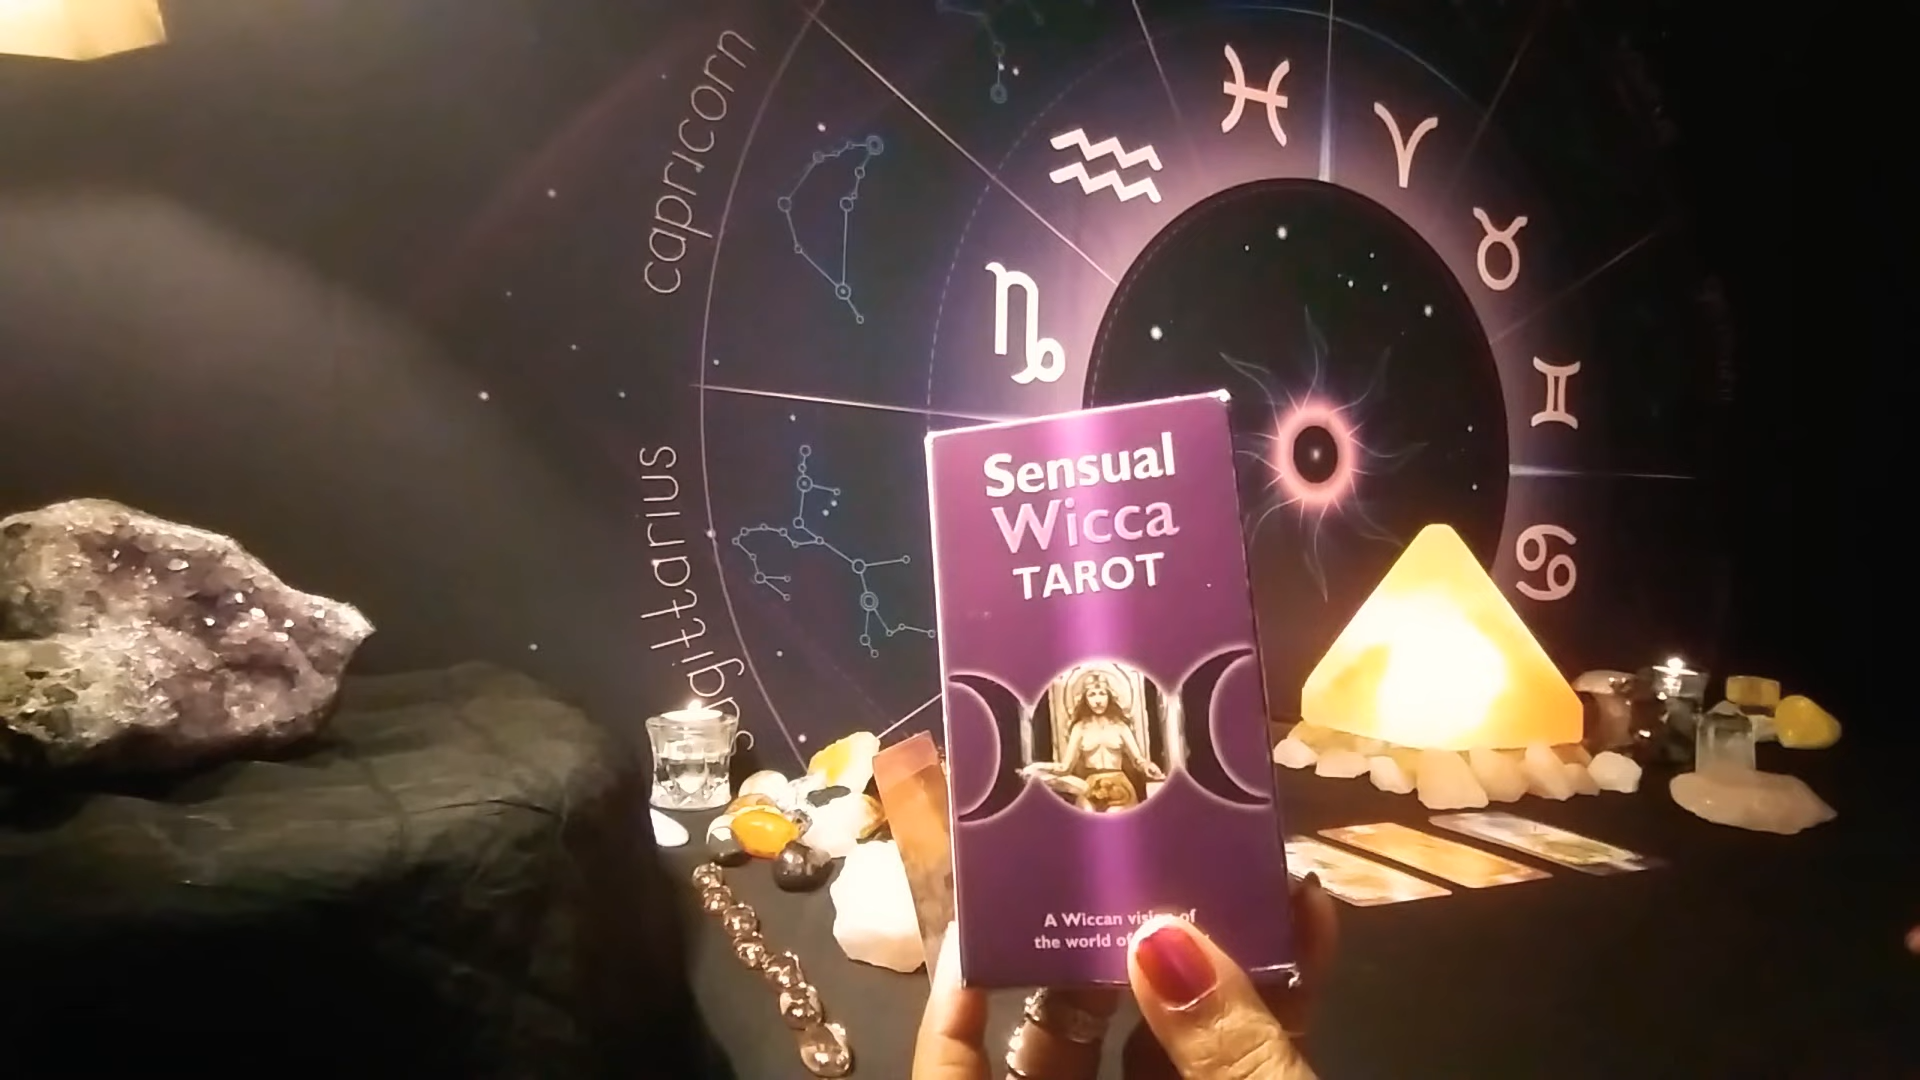 capricorn
sagittarius
Sensual
Wicca
TAROT
A Wiccan vision of
the world of